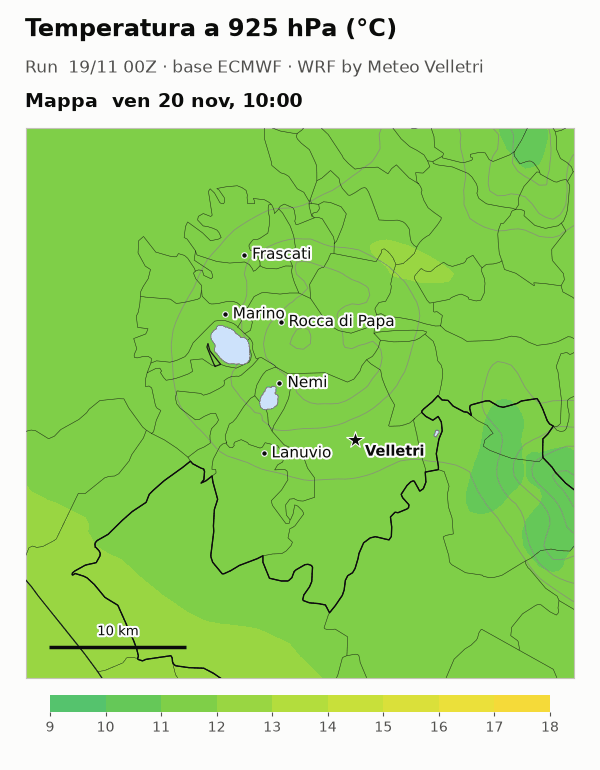 Temperatura a 925 hPa (°C)
Run  19/11 00Z · base ECMWF · WRF by Meteo Velletri
Mappa  ven 20 nov, 10:00
Frascati
Marino
Rocca di Papa
Nemi
Velletri
Lanuvio
10 km
9 10 11 12 13 14 15 16 17 18